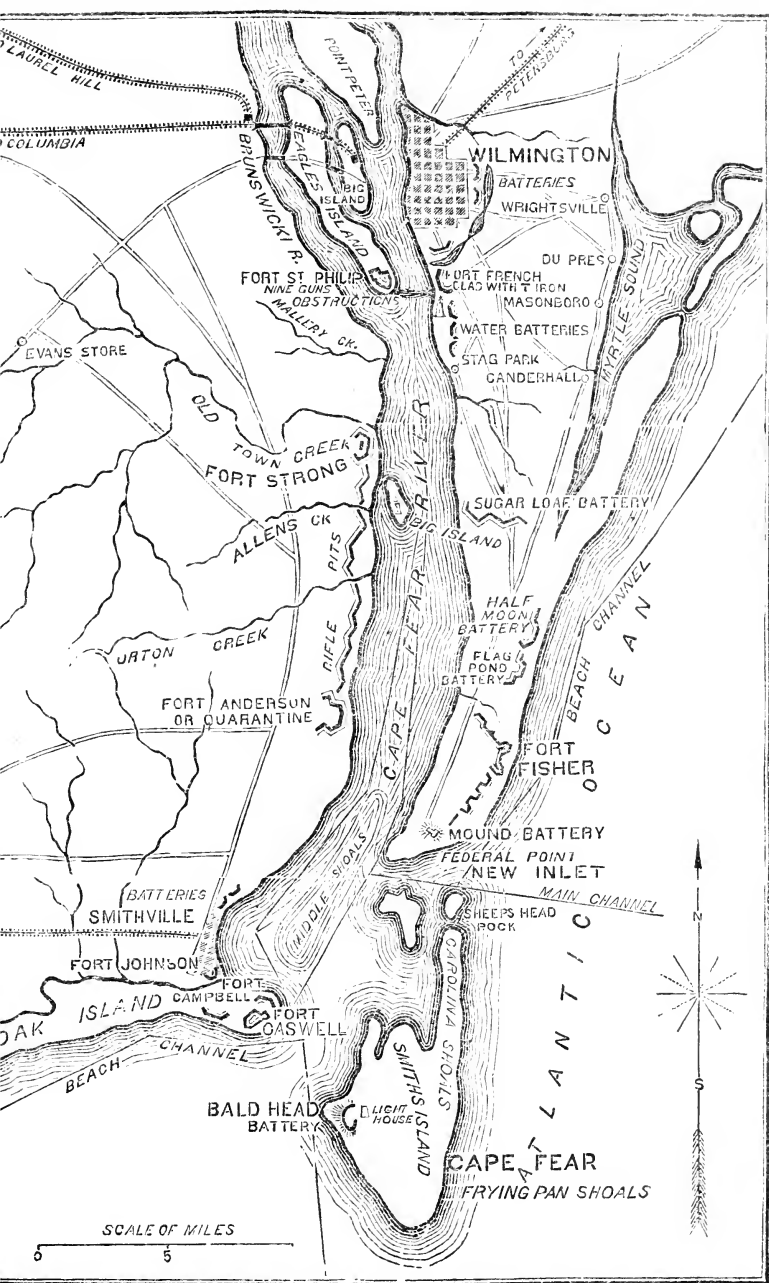 O LAUREL HILL
POINT PETER
TO
PETERSBURG
O COLUMBIA
BRUNSWICKI R.
EAGLES ISLAND
BIG
ISLAND
WILMINGTON
BATTERIES
WRIGHTSVILLE
DU PRES
FORT ST PHILIP
NINE GUNS
OBSTRUCTIONS
FORT FRENCH
CLAD WITH T IRON
MASONBORO
MYRTLE-SOUND
MALLERY CK.
WATER BATTERIES
EVANS STORE
STAG PARK
CANDERHALL
OLD
TOWN CREEK
FORT STRONG
CAPE FEAR RIVER
SUGAR LOAF BATTERY
ALLENS CK
BIG ISLAND
RIFLE PITS
HALF
MOON
BATTERY
BEACH CHANNEL
URTON CREEK
FLAG
POND
BATTERY
FORT ANDERSON
OR QUARANTINE
FORT
FISHER
MOUND BATTERY
FEDERAL POINT
NEW INLET
MAIN CHANNEL
MIDDLE SHOALS
BATTERIES
SMITHVILLE
SHEEPS HEAD
ROCK
N
FORT JOHNSON
FORT
CAMPBELL
OAK ISLAND
FORT
CASWELL
CAROLINA SHOALS
BEACH CHANNEL
SMITHS ISLAND
S
BALD HEAD
BATTERY
LIGHT
HOUSE
ATLANTIC OCEAN
CAPE FEAR
FRYING PAN SHOALS
SCALE OF MILES
0 5